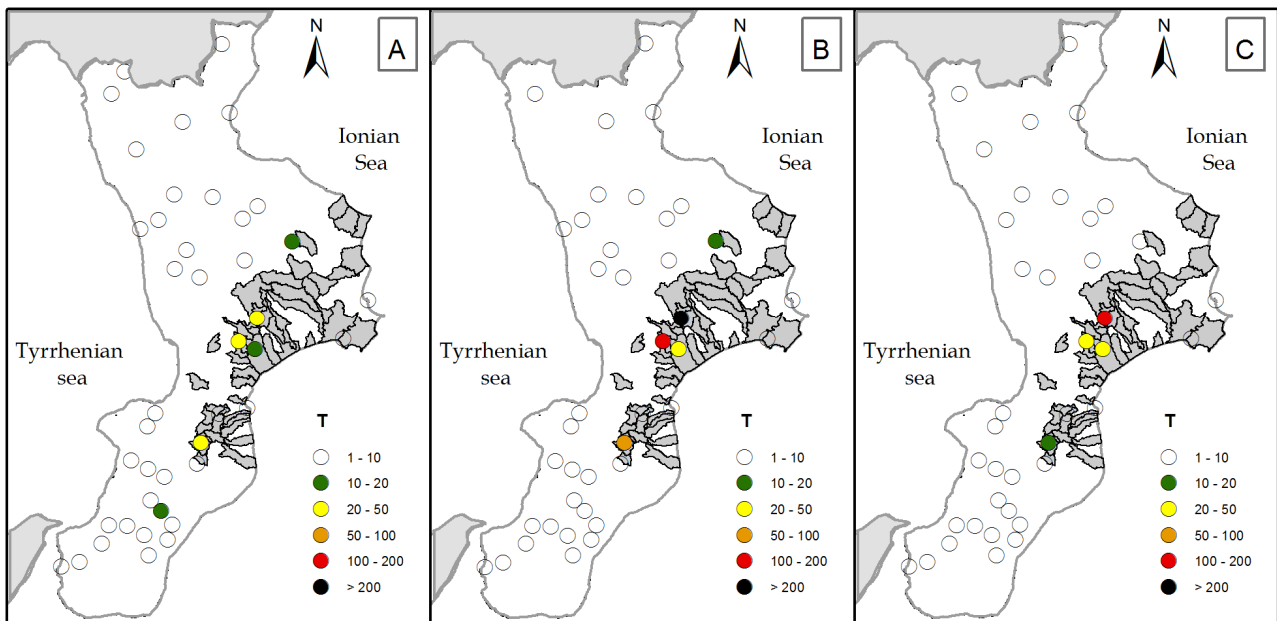 N
A
Ionian
Sea
Tyrrhenian
sea
T
1 - 10
10 - 20
20 - 50
50 - 100
100 - 200
> 200
N
B
Ionian
Sea
Tyrrhenian
sea
T
1 - 10
10 - 20
20 - 50
50 - 100
100 - 200
> 200
N
C
Ionian
Sea
Tyrrhenian
sea
T
1 - 10
10 - 20
20 - 50
50 - 100
100 - 200
> 200